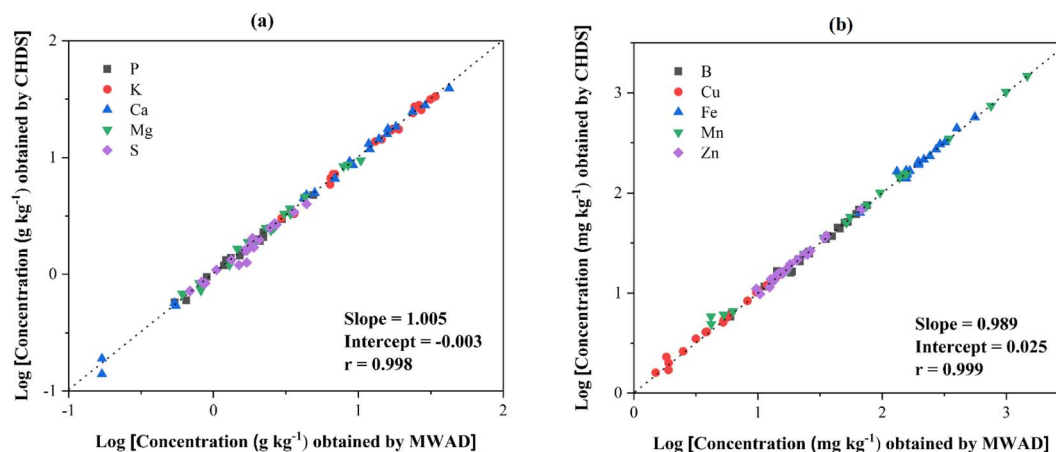 (a)
Log [Concentration (g kg⁻¹) obtained by CHDS]
2
1
0
-1
P
K
Ca
Mg
S
Slope = 1.005
Intercept = -0.003
r = 0.998
-1
0
1
2
Log [Concentration (g kg⁻¹) obtained by MWAD]
(b)
Log [Concentration (mg kg⁻¹) obtained by CHDS]
3
2
1
0
B
Cu
Fe
Mn
Zn
Slope = 0.989
Intercept = 0.025
r = 0.999
0
1
2
3
Log [Concentration (mg kg⁻¹) obtained by MWAD]